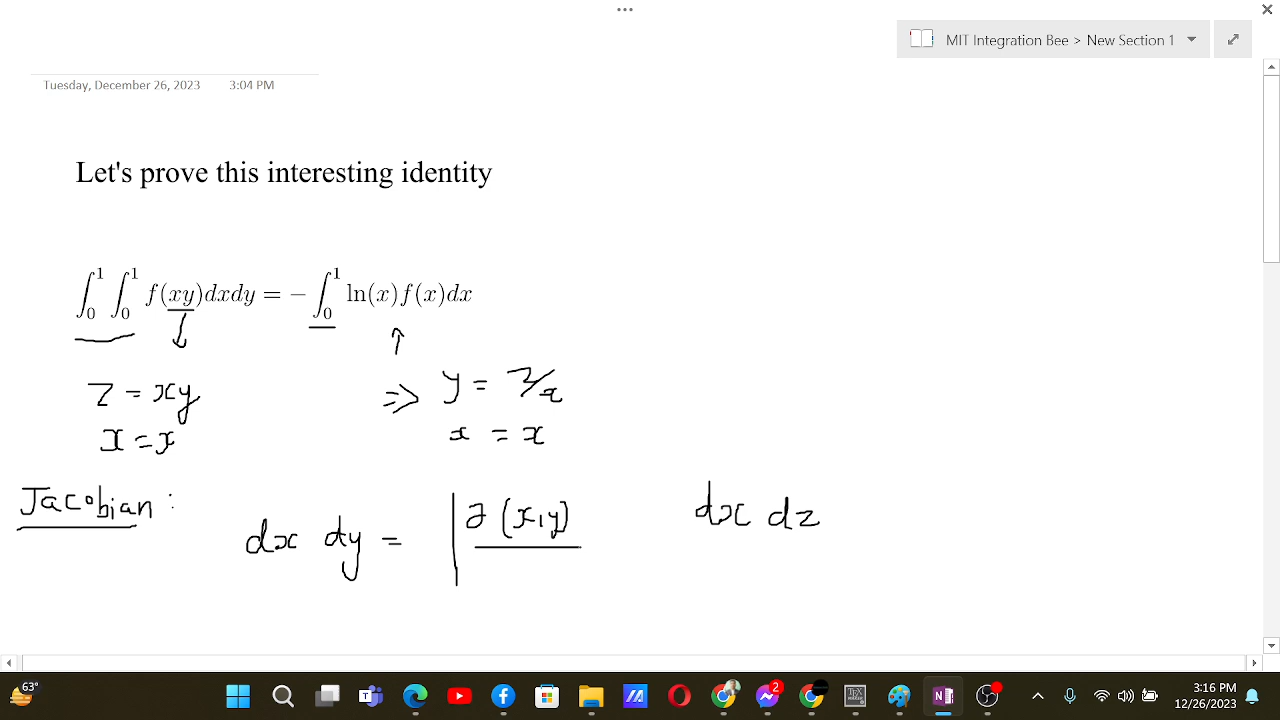 MIT Integration Bee > New Section 1
Tuesday, December 26, 2023 3:04 PM
Let's prove this interesting identity
∫₀¹ ∫₀¹ f(xy)dxdy = − ∫₀¹ ln(x)f(x)dx
z = xy ⇒ y = z/x
x = x x = x
Jacobian :
dx dy = | ∂(x,y) dx dz
63°
2
3:16 PM
12/26/2023